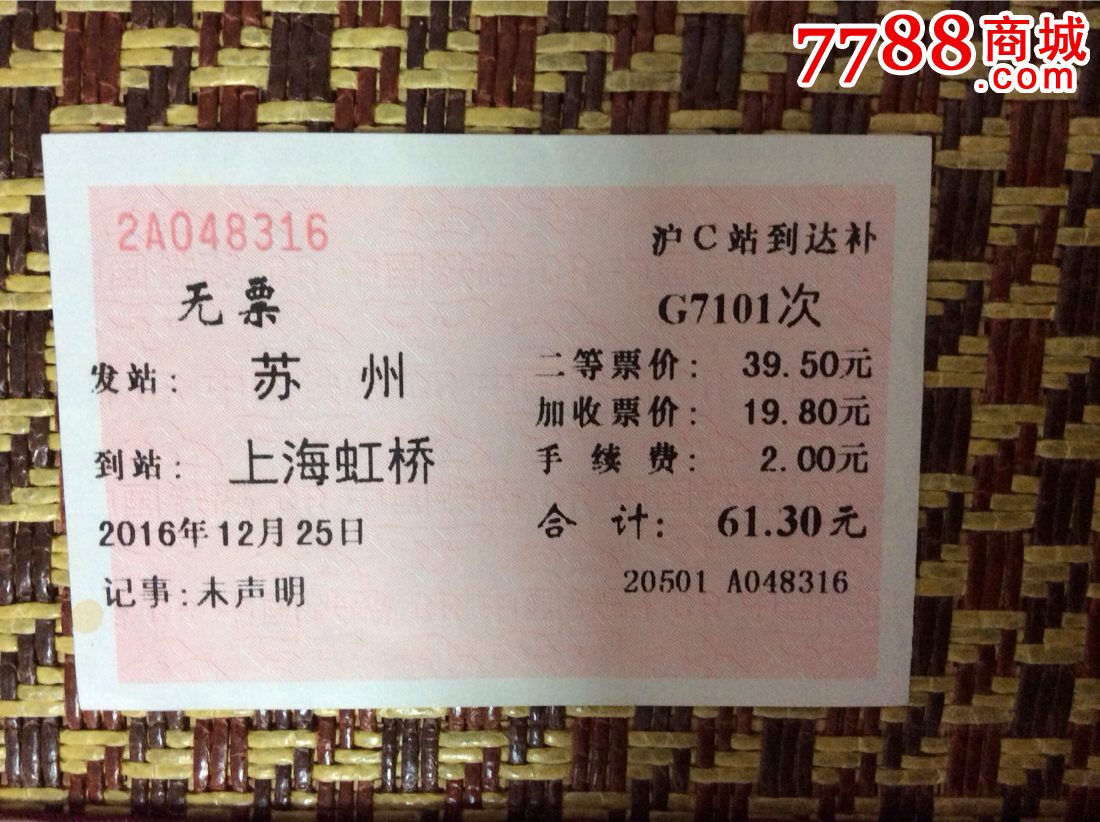 7788商城
.com
2A048316
沪C站到达补
无票
G7101次
发站: 苏 州
二等票价: 39.50元
加收票价: 19.80元
到站: 上海虹桥
手续费: 2.00元
2016年12月25日
合 计: 61.30元
记事:未声明
20501 A048316